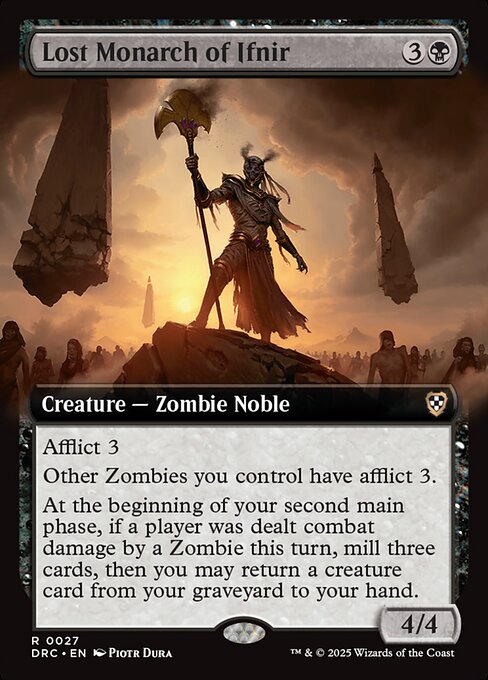 Lost Monarch of Ifnir 3
Creature — Zombie Noble
Afflict 3
Other Zombies you control have afflict 3.
At the beginning of your second main
phase, if a player was dealt combat
damage by a Zombie this turn, mill three
cards, then you may return a creature
card from your graveyard to your hand.
4/4
R 0027
DRC • EN Piotr Dura
™ & © 2025 Wizards of the Coast